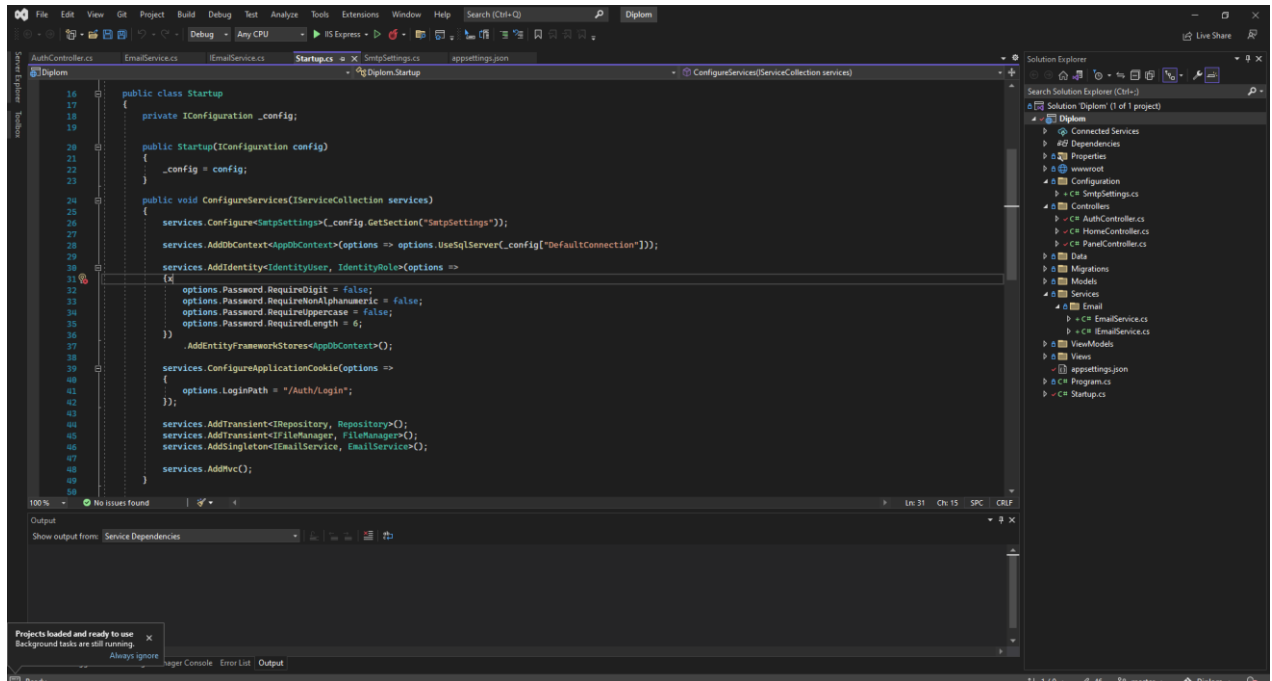 File Edit View Git Project Build Debug Test Analyze Tools Extensions Window Help Search (Ctrl+Q) Diplom
Debug Any CPU IIS Express Live Share
Server Explorer
Toolbox
AuthController.cs EmailService.cs IEmailService.cs Startup.cs SmtpSettings.cs appsettings.json
Diplom Diplom.Startup ConfigureServices(IServiceCollection services)
16 public class Startup
17 {
18 private IConfiguration _config;
19
20 public Startup(IConfiguration config)
21 {
22 _config = config;
23 }
24 public void ConfigureServices(IServiceCollection services)
25 {
26 services.Configure<SmtpSettings>(_config.GetSection("SmtpSettings"));
27
28 services.AddDbContext<AppDbContext>(options => options.UseSqlServer(_config["DefaultConnection"]));
29
30 services.AddIdentity<IdentityUser, IdentityRole>(options =>
31 {x
32 options.Password.RequireDigit = false;
33 options.Password.RequireNonAlphanumeric = false;
34 options.Password.RequireUppercase = false;
35 options.Password.RequiredLength = 6;
36 })
37 .AddEntityFrameworkStores<AppDbContext>();
38
39 services.ConfigureApplicationCookie(options =>
40 {
41 options.LoginPath = "/Auth/Login";
42 });
43
44 services.AddTransient<IRepository, Repository>();
45 services.AddTransient<IFileManager, FileManager>();
46 services.AddSingleton<IEmailService, EmailService>();
47
48 services.AddMvc();
49 }
50
100 % No issues found Ln: 31 Ch: 15 SPC CRLF
Output
Show output from: Service Dependencies
Projects loaded and ready to use
Background tasks are still running.
Always ignore
Console Error List Output
Solution Explorer
Search Solution Explorer (Ctrl+;)
Solution 'Diplom' (1 of 1 project)
Diplom
Connected Services
Dependencies
Properties
wwwroot
Configuration
C# SmtpSettings.cs
Controllers
C# AuthController.cs
C# HomeController.cs
C# PanelController.cs
Data
Migrations
Models
Services
Email
C# EmailService.cs
C# IEmailService.cs
ViewModels
Views
appsettings.json
C# Program.cs
C# Startup.cs